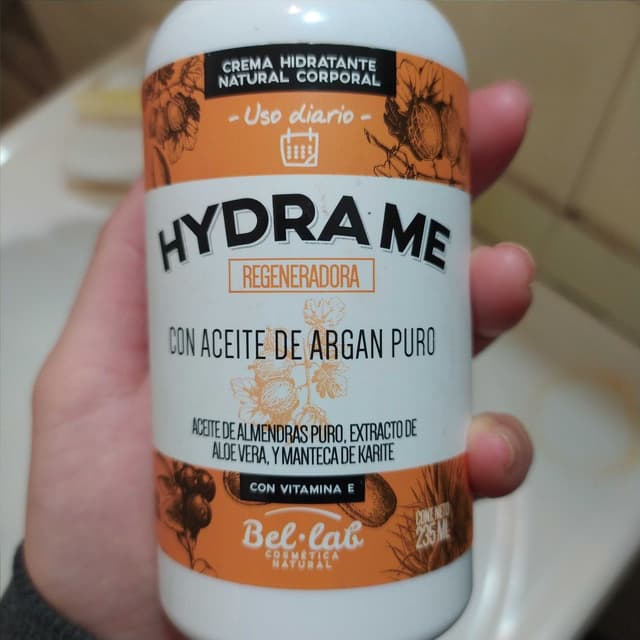 CREMA HIDRATANTE
NATURAL CORPORAL
- Uso diario -
HYDRA ME
REGENERADORA
CON ACEITE DE ARGAN PURO
ACEITE DE ALMENDRAS PURO, EXTRACTO DE
ALOE VERA, Y MANTECA DE KARITE
CON VITAMINA E
Bel·lab
COSMÉTICA
NATURAL
CONT. NETO
235 ML